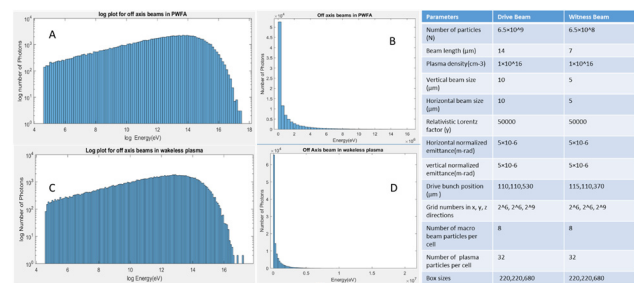 log plot for off axis beams in PWFA
A
log number of Photons
log Energy(eV)
Off axis beams in PWFA
B
Number of Photons
Energy(eV)
Log plot for off axis beams in wakeless plasma
C
log Number of Photons
log Energy(eV)
Off Axis beam in wakeless plasma
D
Number of Photons
Energy(eV)
Parameters Drive Beam Witness Beam
Number of particles 6.5×10^9 6.5×10^8
(N)
Beam length (μm) 14 7
Plasma density(cm-3) 1×10^16 1×10^16
Vertical beam size 10 5
(μm)
Horizontal beam size 10 5
(μm)
Relativistic Lorentz 50000 50000
factor (γ)
Horizontal normalized 5×10-6 5×10-6
emittance(m-rad)
vertical normalized 5×10-6 5×10-6
emittance(m-rad)
Drive bunch position 110,110,530 115,110,370
(μm )
Grid numbers in x, y, z 2^6, 2^6, 2^9 2^6, 2^6, 2^9
directions
Number of macro 8 8
beam particles per
cell
Number of plasma 32 32
particles per cell
Box sizes 220,220,680 220,220,680